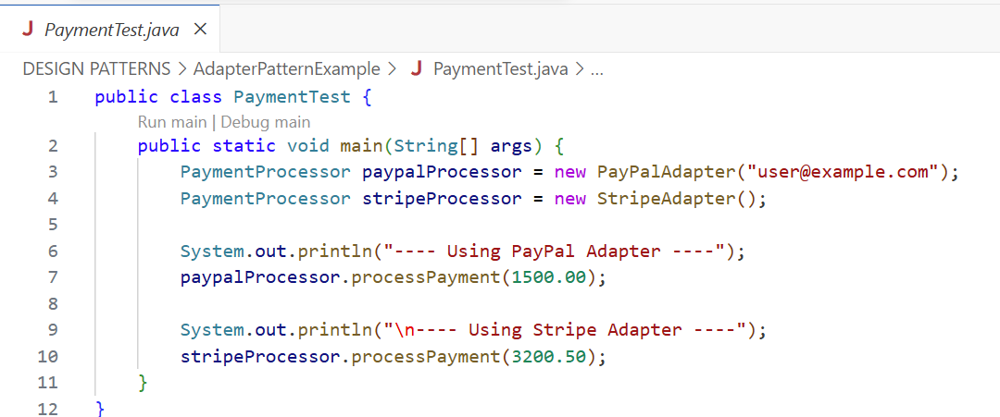 J PaymentTest.java ×
DESIGN PATTERNS > AdapterPatternExample > J PaymentTest.java > ...
1 public class PaymentTest {
Run main | Debug main
2     public static void main(String[] args) {
3         PaymentProcessor paypalProcessor = new PayPalAdapter("user@example.com");
4         PaymentProcessor stripeProcessor = new StripeAdapter();
5
6         System.out.println("---- Using PayPal Adapter ----");
7         paypalProcessor.processPayment(1500.00);
8
9         System.out.println("\n---- Using Stripe Adapter ----");
10         stripeProcessor.processPayment(3200.50);
11     }
12 }